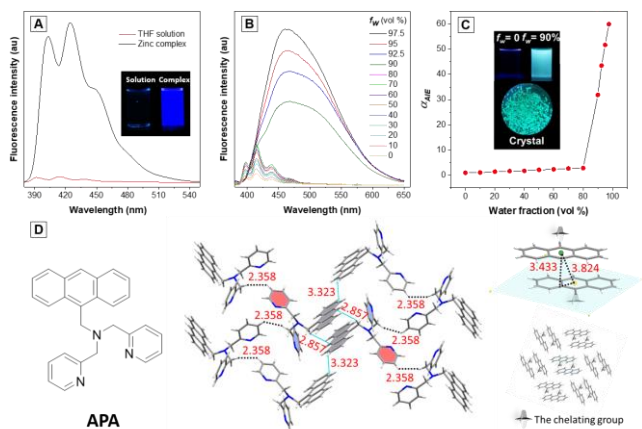 A
THF solution
Zinc complex
Solution Complex
Fluorescence intensity (au)
390 420 450 480 510 540
Wavelength (nm)
B
fw (vol %)
97.5
95
92.5
90
80
70
60
50
40
30
20
10
0
Fluorescence intensity (au)
400 450 500 550 600 650
Wavelength (nm)
C
fw = 0 fw = 90%
Crystal
αAIE
60
50
40
30
20
10
0
0 20 40 60 80 100
Water fraction (vol %)
D
N
N
N
APA
2.358
2.358
2.358
2.358
3.323
2.857
2.857
3.323
2.358
2.358
2.358
3.433
3.824
The chelating group